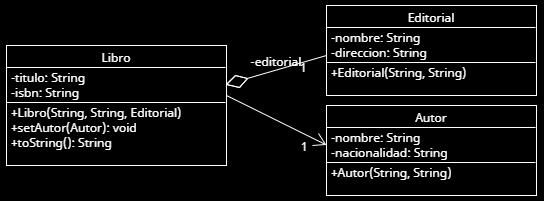 Libro
-titulo: String
-isbn: String
+Libro(String, String, Editorial)
+setAutor(Autor): void
+toString(): String
-editorial
1
1
Editorial
-nombre: String
-direccion: String
+Editorial(String, String)
Autor
-nombre: String
-nacionalidad: String
+Autor(String, String)